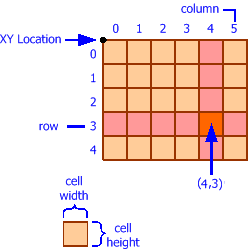 column
0 1 2 3 4 5
XY Location
0
1
2
row 3
4
(4,3)
cell
width
cell
height